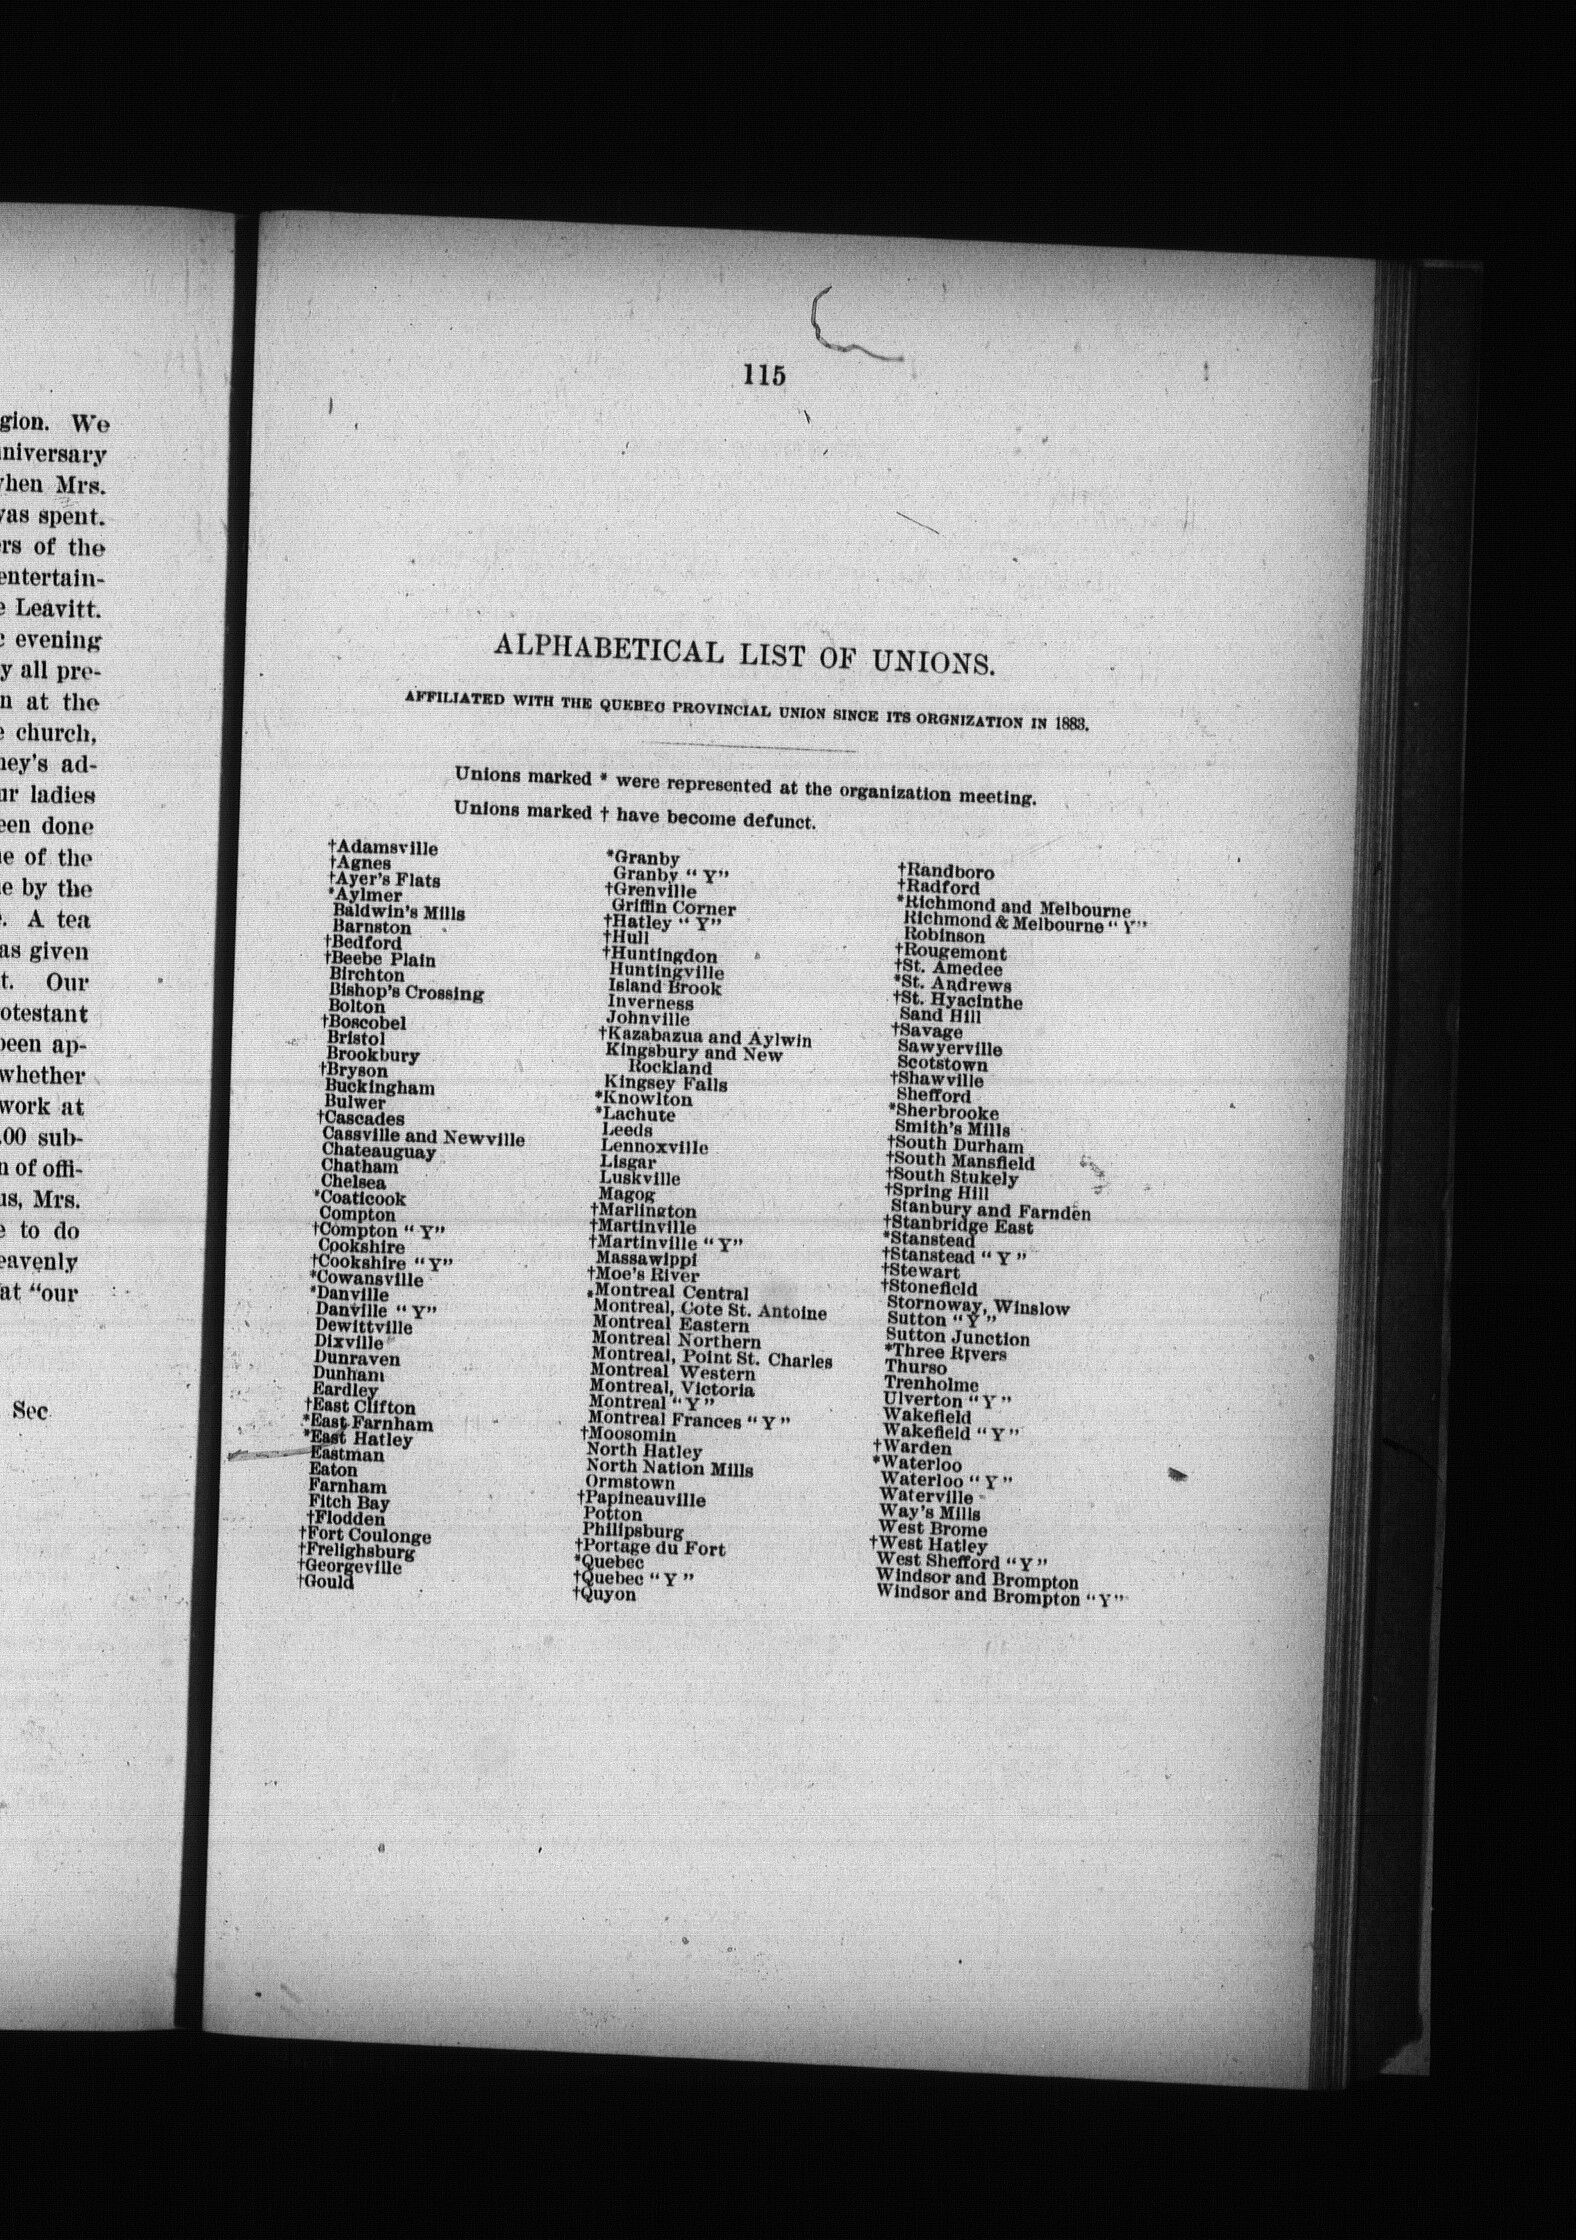 gion. We
niversary
when Mrs.
was spent.
rs of the
entertain-
e Leavitt.
c evening
y all pre-
n at the
e church,
ney's ad-
ur ladies
een done
e of the
e by the
. A tea
as given
t. Our
rotestant
been ap-
whether
work at
.00 sub-
n of offi-
us, Mrs.
e to do
eavenly
at "our
Sec
115
ALPHABETICAL LIST OF UNIONS.
AFFILIATED WITH THE QUEBEC PROVINCIAL UNION SINCE ITS ORGNIZATION IN 1883.
Unions marked * were represented at the organization meeting.
Unions marked † have become defunct.
†Adamsville
†Agnes
†Ayer's Flats
*Aylmer
Baldwin's Mills
Barnston
†Bedford
†Beebe Plain
Birchton
Bishop's Crossing
Bolton
†Boscobel
Bristol
Brookbury
†Bryson
Buckingham
Bulwer
†Cascades
Cassville and Newville
Chateauguay
Chatham
Chelsea
*Coaticook
Compton
†Compton "Y"
Cookshire
†Cookshire "Y"
*Cowansville
*Danville
Danville "Y"
Dewittville
Dixville
Dunraven
Dunham
Eardley
†East Clifton
*East Farnham
*East Hatley
Eastman
Eaton
Farnham
Fitch Bay
†Flodden
†Fort Coulonge
†Frelighsburg
†Georgeville
†Gould
*Granby
Granby "Y"
†Grenville
Griffin Corner
†Hatley "Y"
†Hull
†Huntingdon
Huntingville
Island Brook
Inverness
Johnville
†Kazabazua and Aylwin
Kingsbury and New
Rockland
Kingsey Falls
*Knowlton
*Lachute
Leeds
Lennoxville
Lisgar
Luskville
Magog
†Marlington
†Martinville
†Martinville "Y"
Massawippi
†Moe's River
*Montreal Central
Montreal, Cote St. Antoine
Montreal Eastern
Montreal Northern
Montreal, Point St. Charles
Montreal Western
Montreal, Victoria
Montreal "Y"
Montreal Frances "Y"
†Moosomin
North Hatley
North Nation Mills
Ormstown
†Papineauville
Potton
Philipsburg
†Portage du Fort
*Quebec
†Quebec "Y"
†Quyon
†Randboro
†Radford
*Richmond and Melbourne
Richmond & Melbourne "Y"
Robinson
†Rougemont
†St. Amedee
*St. Andrews
†St. Hyacinthe
Sand Hill
†Savage
Sawyerville
Scotstown
†Shawville
Shefford
*Sherbrooke
Smith's Mills
†South Durham
†South Mansfield
†South Stukely
†Spring Hill
Stanbury and Farnden
†Stanbridge East
*Stanstead
†Stanstead "Y"
†Stewart
†Stonefield
Stornoway, Winslow
Sutton "Y"
Sutton Junction
*Three Rivers
Thurso
Trenholme
Ulverton "Y"
Wakefield
Wakefield "Y"
†Warden
*Waterloo
Waterloo "Y"
Waterville
Way's Mills
West Brome
†West Hatley
West Shefford "Y"
Windsor and Brompton
Windsor and Brompton "Y"